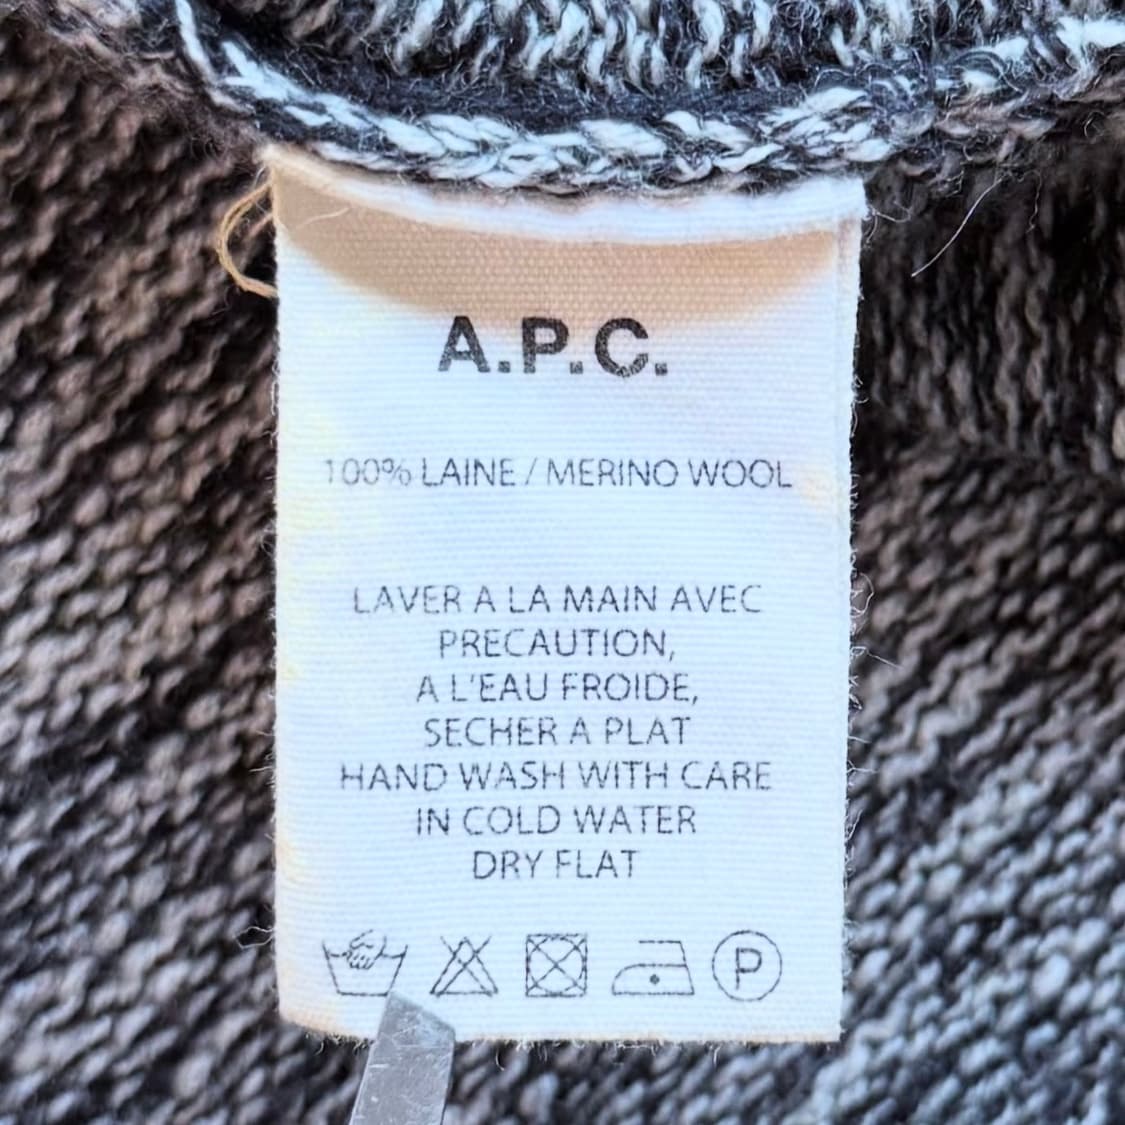 A.P.C.
100% LAINE / MERINO WOOL
LAVER A LA MAIN AVEC
PRECAUTION,
A L'EAU FROIDE,
SECHER A PLAT
HAND WASH WITH CARE
IN COLD WATER
DRY FLAT
P